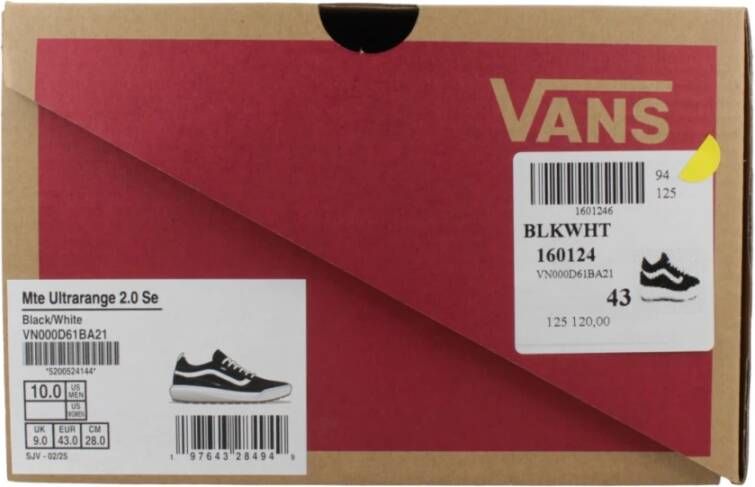 VANS
94
125
1601246
BLKWHT
160124
VN000D61BA21
43
125 120,00
Mte Ultrarange 2.0 Se
Black/White
VN000D61BA21
*5200524144*
10.0 US MEN
US WOMEN
UK EUR CM
9.0 43.0 28.0
SJV - 02/25
1 97643 28494 9